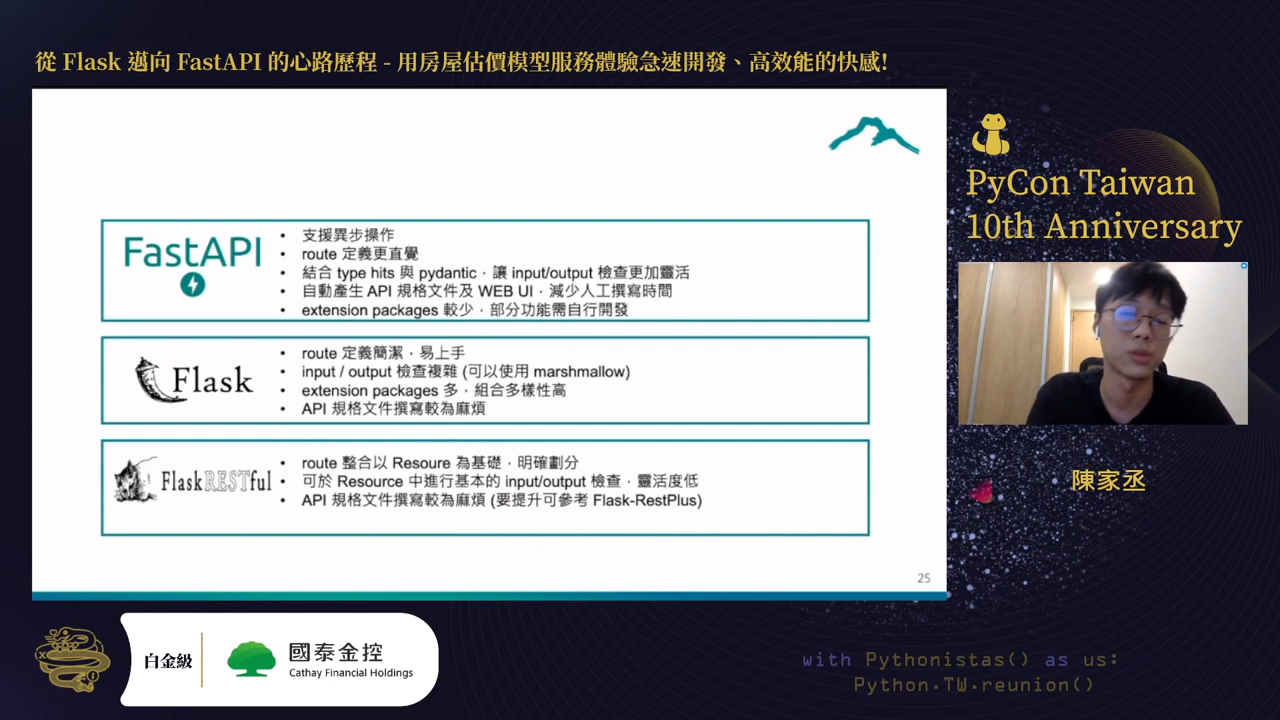 從 Flask 邁向 FastAPI 的心路歷程 - 用房屋估價模型服務體驗急速開發、高效能的快感!
FastAPI
• 支援異步操作
• route 定義更直覺
• 結合 type hits 與 pydantic，讓 input/output 檢查更加靈活
• 自動產生 API 規格文件及 WEB UI，減少人工撰寫時間
• extension packages 較少，部分功能需自行開發
Flask
• route 定義簡潔，易上手
• input / output 檢查複雜 (可以使用 marshmallow)
• extension packages 多，組合多樣性高
• API 規格文件撰寫較為麻煩
FlaskRESTful
• route 整合以 Resoure 為基礎，明確劃分
• 可於 Resource 中進行基本的 input/output 檢查，靈活度低
• API 規格文件撰寫較為麻煩 (要提升可參考 Flask-RestPlus)
25
PyCon Taiwan
10th Anniversary
陳家丞
白金級
國泰金控
Cathay Financial Holdings
with Pythonistas() as us:
Python.TW.reunion()